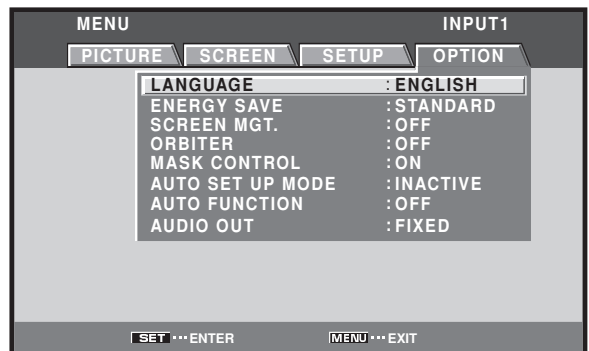 MENU INPUT1
PICTURE SCREEN SETUP OPTION
LANGUAGE :ENGLISH
ENERGY SAVE :STANDARD
SCREEN MGT. :OFF
ORBITER :OFF
MASK CONTROL :ON
AUTO SET UP MODE :INACTIVE
AUTO FUNCTION :OFF
AUDIO OUT :FIXED
SET ··· ENTER MENU ··· EXIT